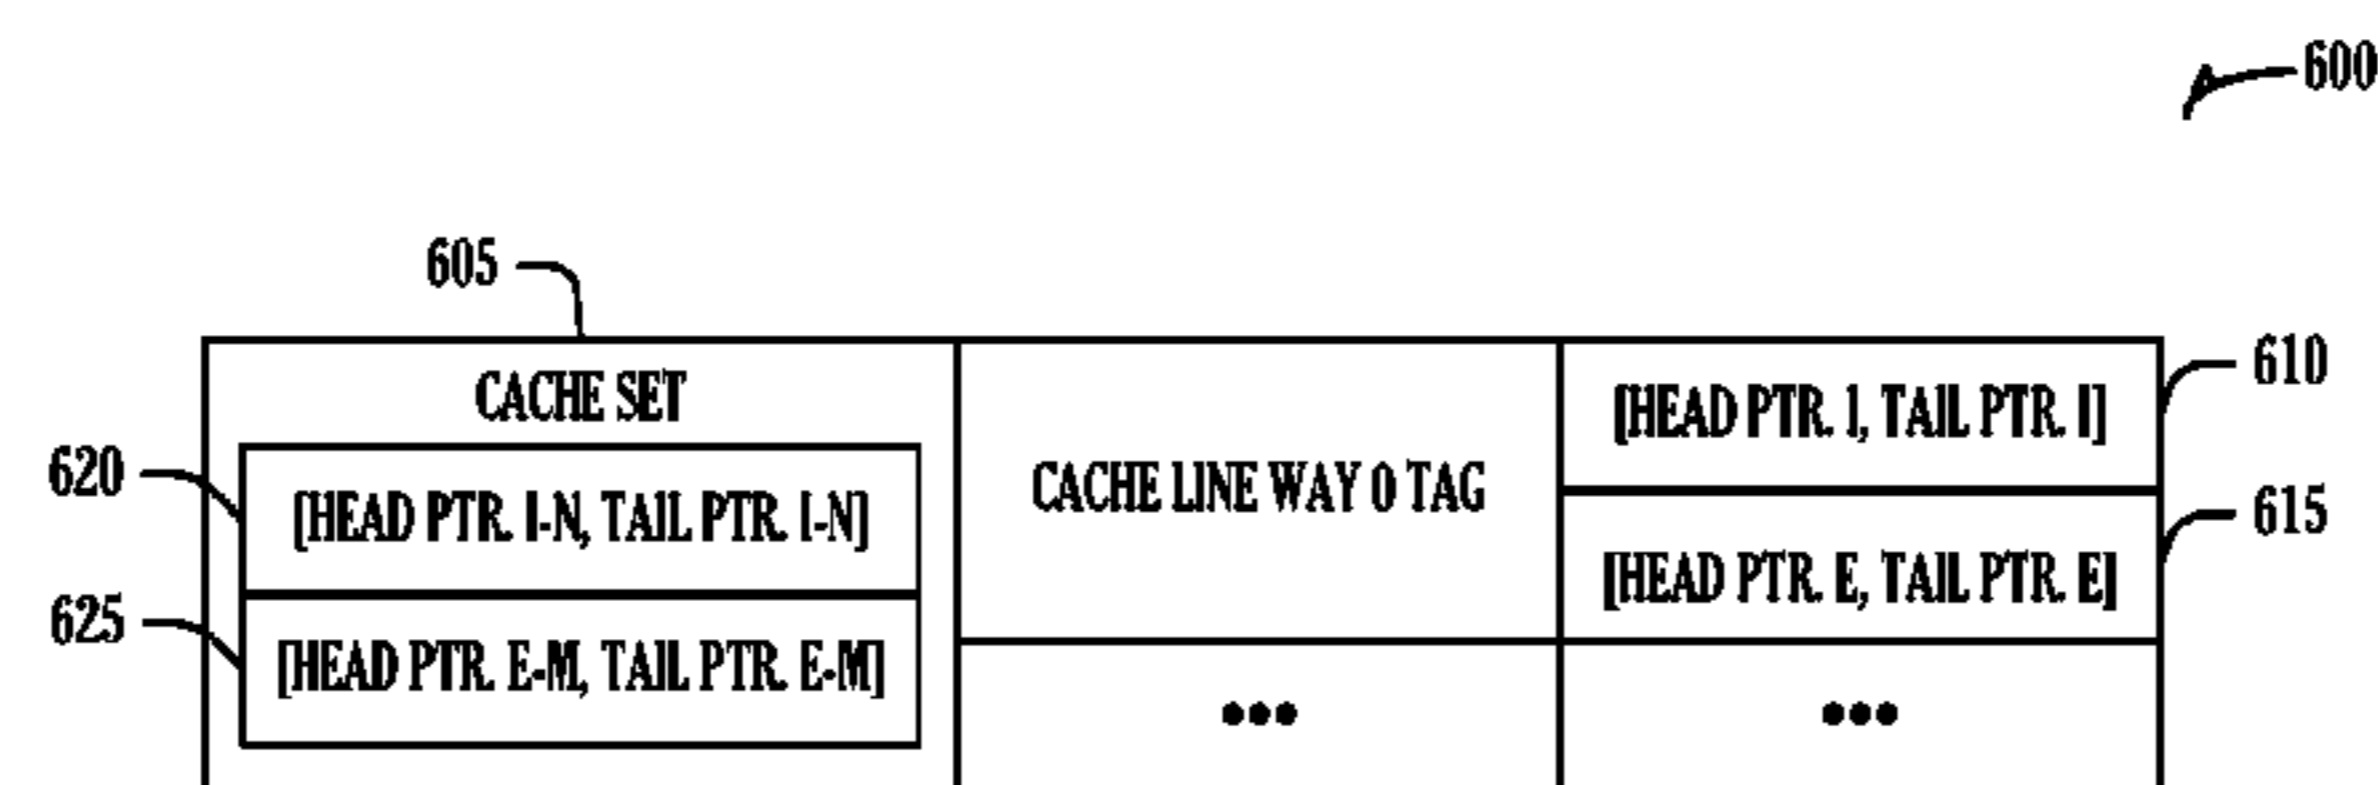 600
605
CACHE SET
[HEAD PTR. I, TAIL PTR. I]
610
620
[HEAD PTR. I-N, TAIL PTR. I-N]
CACHE LINE WAY 0 TAG
[HEAD PTR. E, TAIL PTR. E]
615
625
[HEAD PTR. E-M, TAIL PTR. E-M]
•••
•••